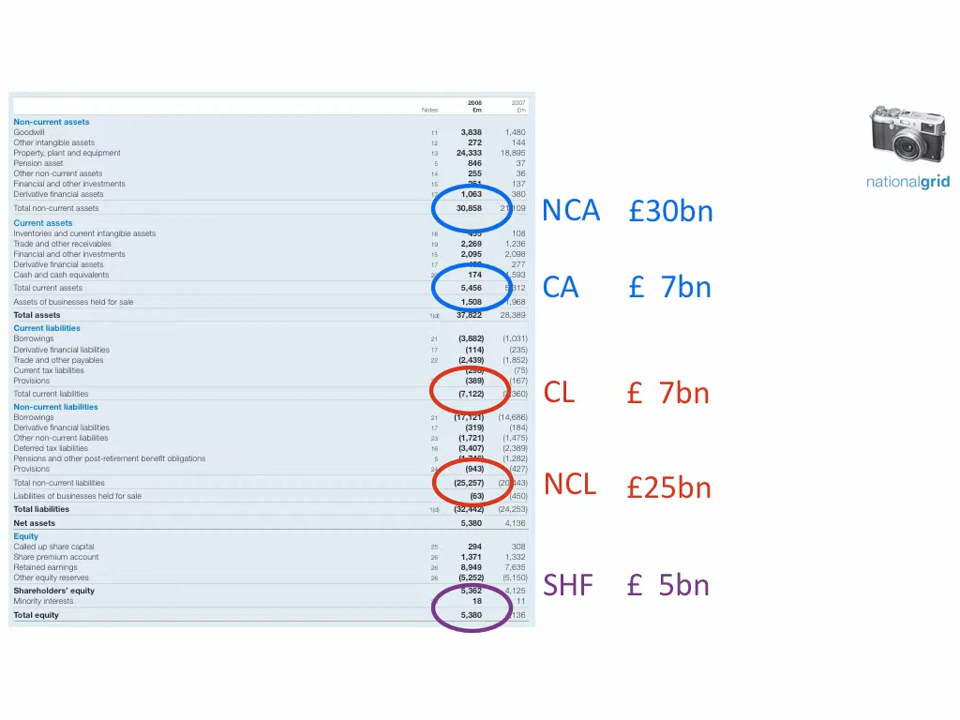 2008 2007
Notes £m £m
Non-current assets
Goodwill 11 3,838 1,480
Other intangible assets 12 272 144
Property, plant and equipment 13 24,333 18,895
Pension asset 5 846 37
Other non-current assets 14 255 36
Financial and other investments 15 137
Derivative financial assets 1,063 380
Total non-current assets 30,858
Current assets
Inventories and current intangible assets 18 108
Trade and other receivables 19 2,269 1,236
Financial and other investments 15 2,095 2,098
Derivative financial assets 17 277
Cash and cash equivalents 174
Total current assets 5,456
Assets of businesses held for sale 1,508
Total assets 1(d) 37,822 28,389
Current liabilities
Borrowings 21 (3,882) (1,031)
Derivative financial liabilities 17 (114) (235)
Trade and other payables 22 (2,439) (1,852)
Current tax liabilities (75)
Provisions (389) (167)
Total current liabilities (7,122)
Non-current liabilities
Borrowings 21 (17,121) (14,686)
Derivative financial liabilities 17 (319) (184)
Other non-current liabilities 23 (1,721) (1,475)
Deferred tax liabilities 16 (3,407) (2,389)
Pensions and other post-retirement benefit obligations 5 (1,282)
Provisions (943) (427)
Total non-current liabilities (25,257)
Liabilities of businesses held for sale (63) (450)
Total liabilities 1(d) (32,442) (24,253)
Net assets 5,380 4,136
Equity
Called up share capital 25 294 308
Share premium account 26 1,371 1,332
Retained earnings 26 8,949 7,635
Other equity reserves 26 (5,252) (5,150)
Shareholders' equity 5,362 4,125
Minority interests 18 11
Total equity 5,380
NCA £30bn
CA £ 7bn
CL £ 7bn
NCL £25bn
SHF £ 5bn
nationalgrid